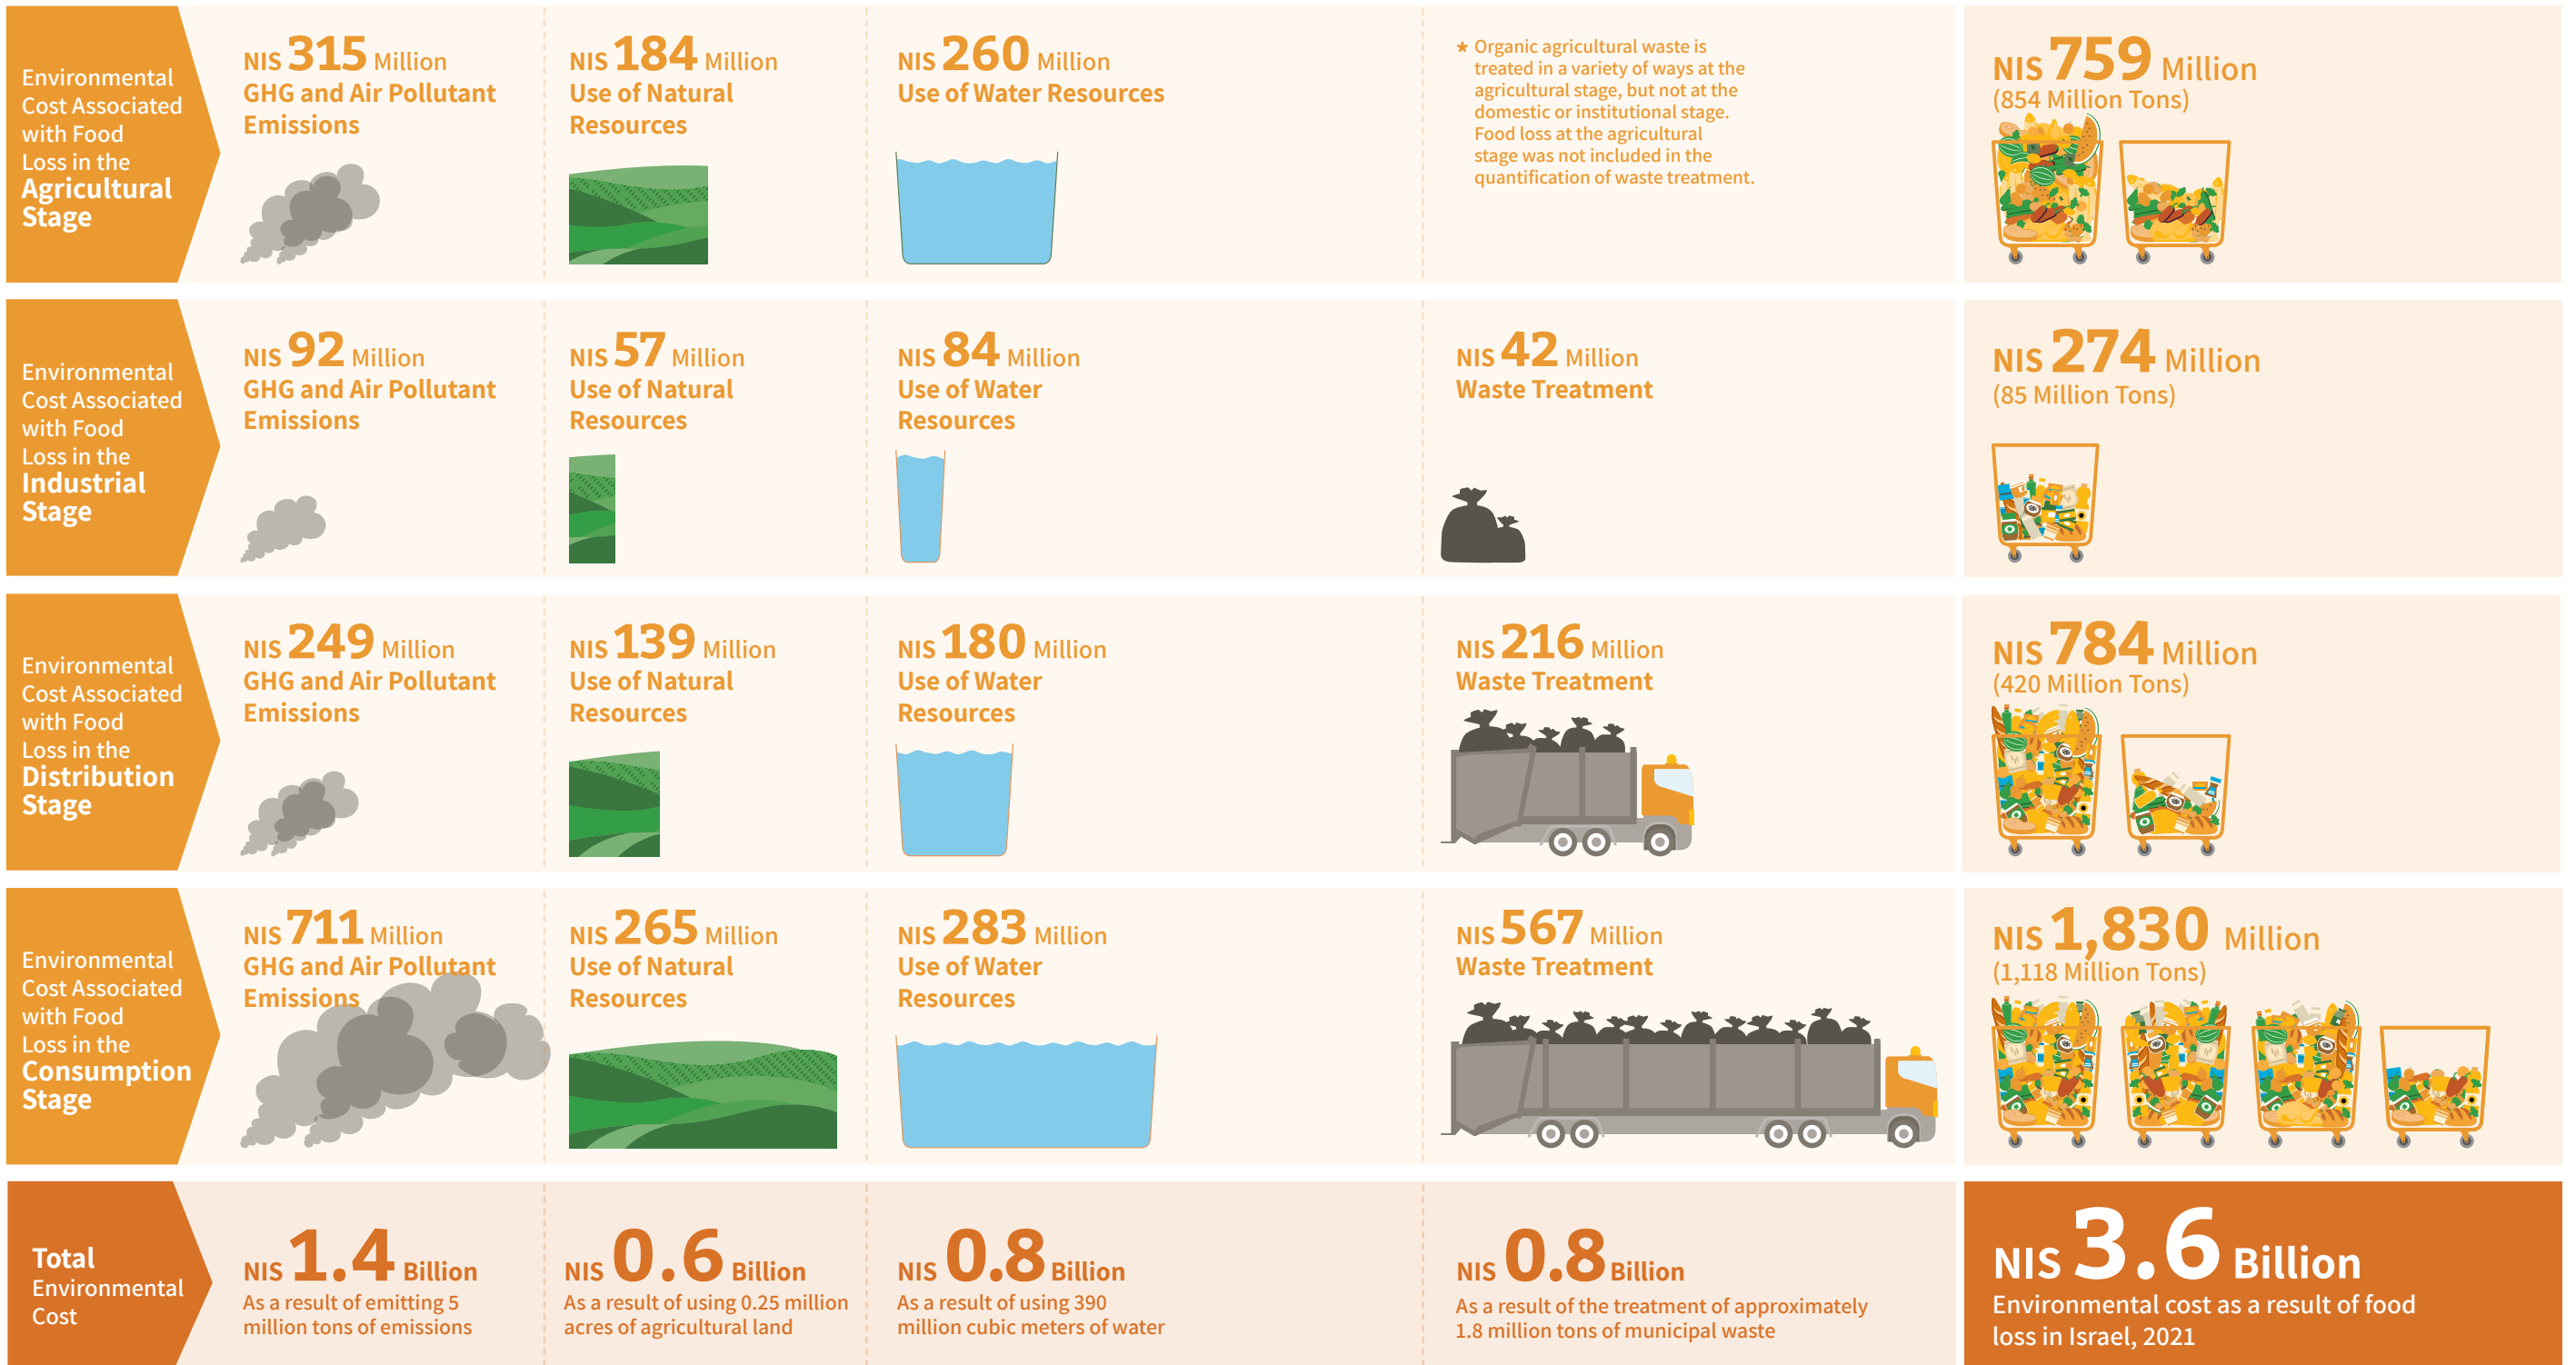 Environmental
Cost Associated
with Food
Loss in the
Agricultural
Stage
NIS 315 Million
GHG and Air Pollutant
Emissions
NIS 184 Million
Use of Natural
Resources
NIS 260 Million
Use of Water Resources
* Organic agricultural waste is
treated in a variety of ways at the
agricultural stage, but not at the
domestic or institutional stage.
Food loss at the agricultural
stage was not included in the
quantification of waste treatment.
NIS 759 Million
(854 Million Tons)
Environmental
Cost Associated
with Food
Loss in the
Industrial
Stage
NIS 92 Million
GHG and Air Pollutant
Emissions
NIS 57 Million
Use of Natural
Resources
NIS 84 Million
Use of Water
Resources
NIS 42 Million
Waste Treatment
NIS 274 Million
(85 Million Tons)
Environmental
Cost Associated
with Food
Loss in the
Distribution
Stage
NIS 249 Million
GHG and Air Pollutant
Emissions
NIS 139 Million
Use of Natural
Resources
NIS 180 Million
Use of Water
Resources
NIS 216 Million
Waste Treatment
NIS 784 Million
(420 Million Tons)
Environmental
Cost Associated
with Food
Loss in the
Consumption
Stage
NIS 711 Million
GHG and Air Pollutant
Emissions
NIS 265 Million
Use of Natural
Resources
NIS 283 Million
Use of Water
Resources
NIS 567 Million
Waste Treatment
NIS 1,830 Million
(1,118 Million Tons)
Total
Environmental
Cost
NIS 1.4 Billion
As a result of emitting 5
million tons of emissions
NIS 0.6 Billion
As a result of using 0.25 million
acres of agricultural land
NIS 0.8 Billion
As a result of using 390
million cubic meters of water
NIS 0.8 Billion
As a result of the treatment of approximately
1.8 million tons of municipal waste
NIS 3.6 Billion
Environmental cost as a result of food
loss in Israel, 2021